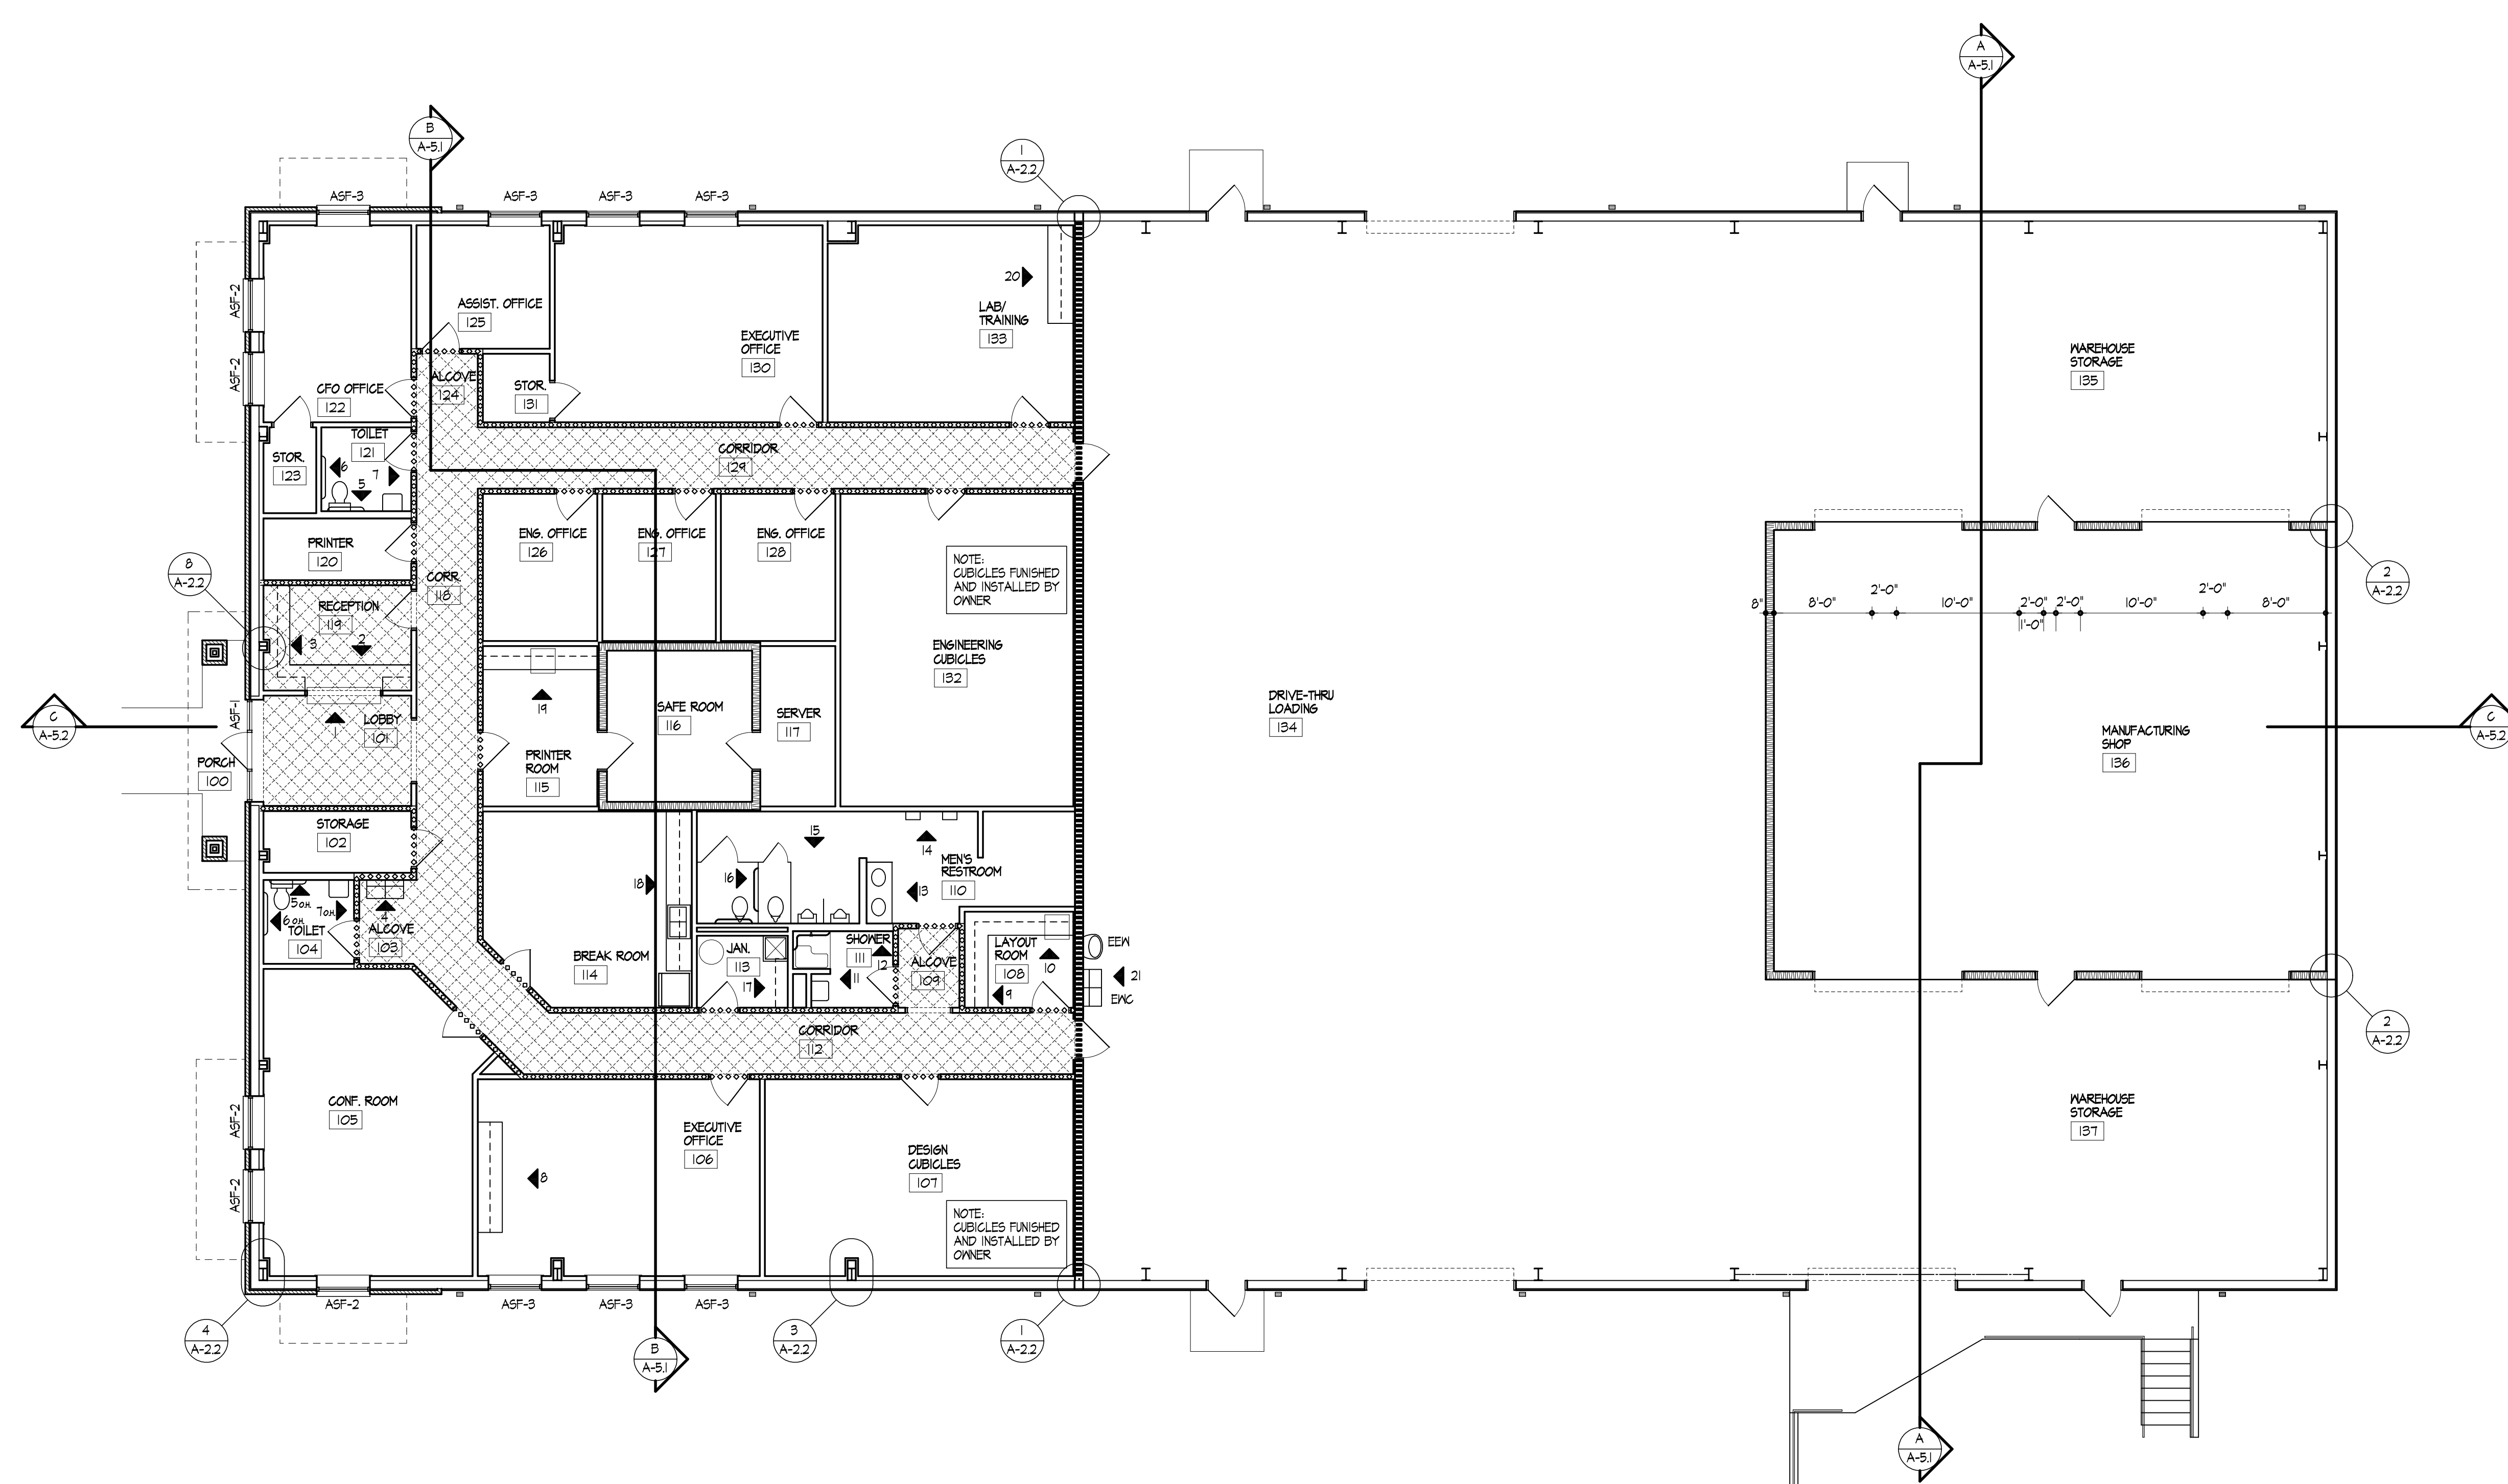 A
A-5.1
B
A-5.1
1
A-2.2
ASF-3
ASF-3
ASF-3
ASF-3
ASF-2
ASF-2
20
ASSIST. OFFICE
125
LAB/
TRAINING
133
EXECUTIVE
OFFICE
130
WAREHOUSE
STORAGE
135
CFO OFFICE
122
ALCOVE
124
STOR.
131
TOILET
121
CORRIDOR
129
STOR.
123
6
7
5
PRINTER
120
ENG. OFFICE
126
ENG. OFFICE
127
ENG. OFFICE
128
NOTE:
CUBICLES FUNISHED
AND INSTALLED BY
OWNER
8
A-2.2
CORR.
118
RECEPTION
119
3
2
2
A-2.2
8"
8'-0"
2'-0"
10'-0"
2'-0"
2'-0"
1'-0"
10'-0"
2'-0"
8'-0"
ENGINEERING
CUBICLES
132
C
A-5.2
ASF-1
1
LOBBY
101
19
SAFE ROOM
116
SERVER
117
DRIVE-THRU
LOADING
134
MANUFACTURING
SHOP
136
C
A-5.2
PORCH
100
PRINTER
ROOM
115
STORAGE
102
15
14
MEN'S
RESTROOM
110
18
16
13
5 O.H.
6 O.H.
7 O.H.
4
TOILET
104
ALCOVE
103
BREAK ROOM
114
JAN.
113
17
SHOWER
111
12
11
ALCOVE
109
LAYOUT
ROOM
108
10
9
EEW
21
EWC
CORRIDOR
112
2
A-2.2
CONF. ROOM
105
EXECUTIVE
OFFICE
106
8
DESIGN
CUBICLES
107
WAREHOUSE
STORAGE
137
NOTE:
CUBICLES FUNISHED
AND INSTALLED BY
OWNER
ASF-2
ASF-2
ASF-2
ASF-3
ASF-3
ASF-3
4
A-2.2
B
A-5.1
3
A-2.2
1
A-2.2
A
A-5.1